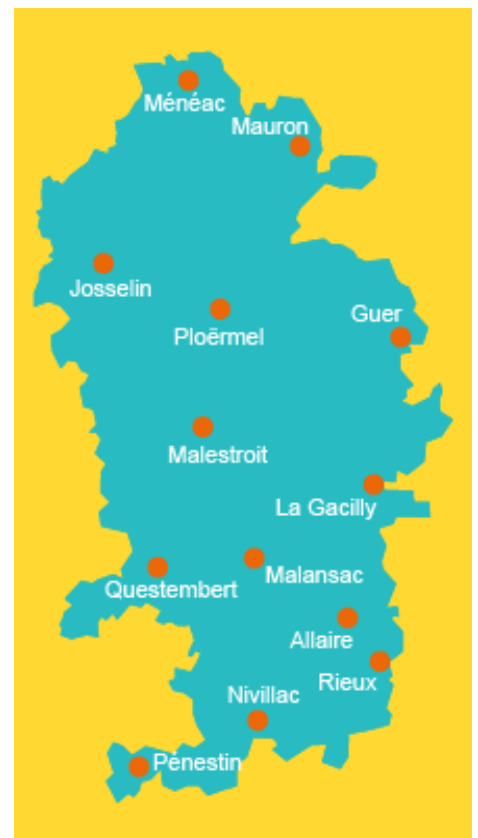 Ménéac
Mauron
Josselin
Guer
Ploërmel
Malestroit
La Gacilly
Malansac
Questembert
Allaire
Rieux
Nivillac
Pénestin